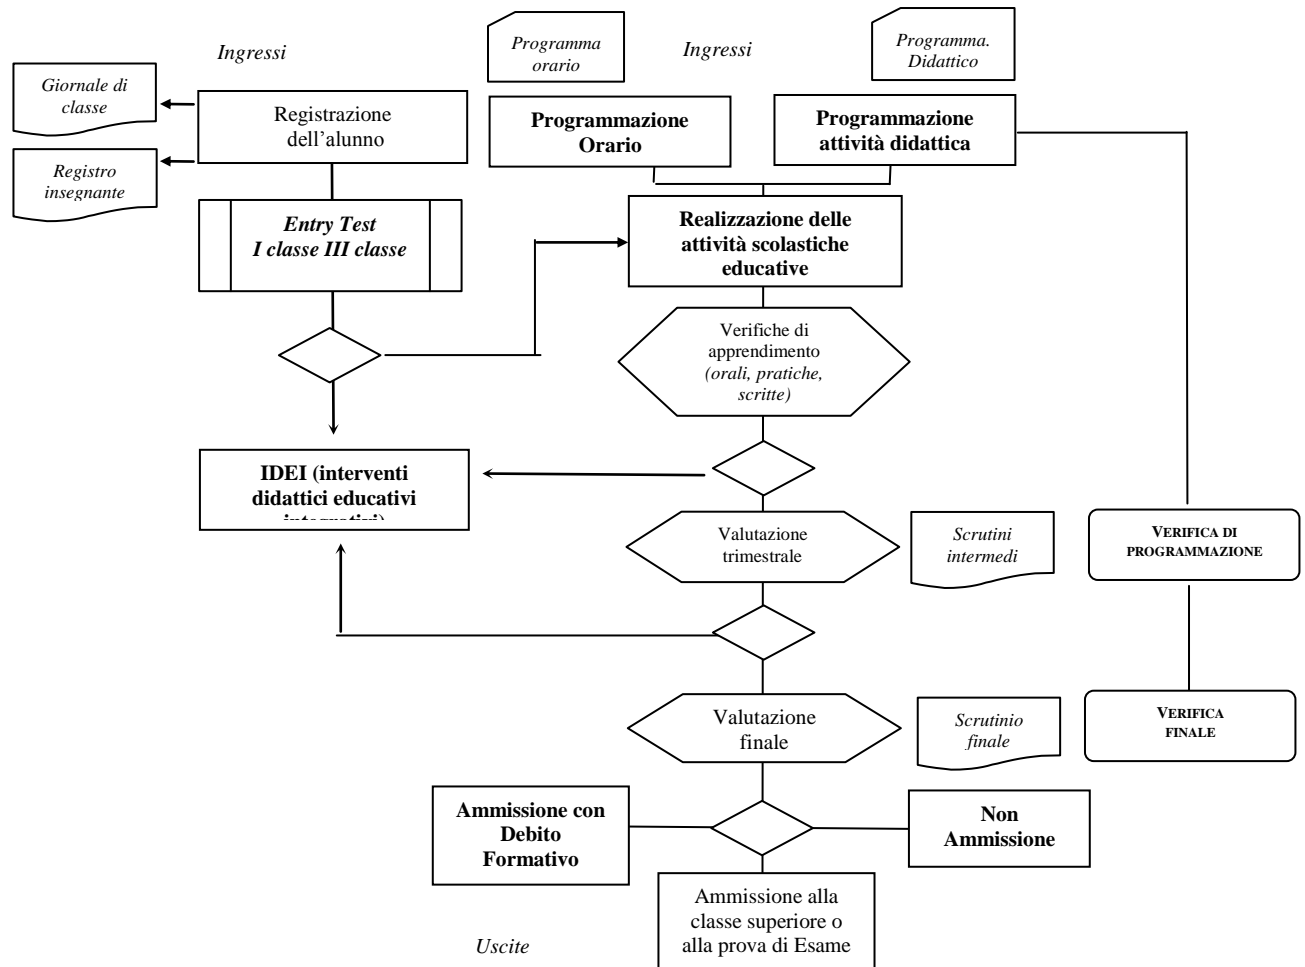 Ingressi
Programma
orario
Ingressi
Programma.
Didattico
Giornale di
classe
Registrazione
dell'alunno
Programmazione
Orario
Programmazione
attività didattica
Registro
insegnante
Entry Test
I classe III classe
Realizzazione delle
attività scolastiche
educative
Verifiche di
apprendimento
(orali, pratiche,
scritte)
IDEI (interventi
didattici educativi
integrativi)
Valutazione
trimestrale
Scrutini
intermedi
VERIFICA DI
PROGRAMMAZIONE
Valutazione
finale
Scrutinio
finale
VERIFICA
FINALE
Ammissione con
Debito
Formativo
Non
Ammissione
Ammissione alla
classe superiore o
alla prova di Esame
Uscite